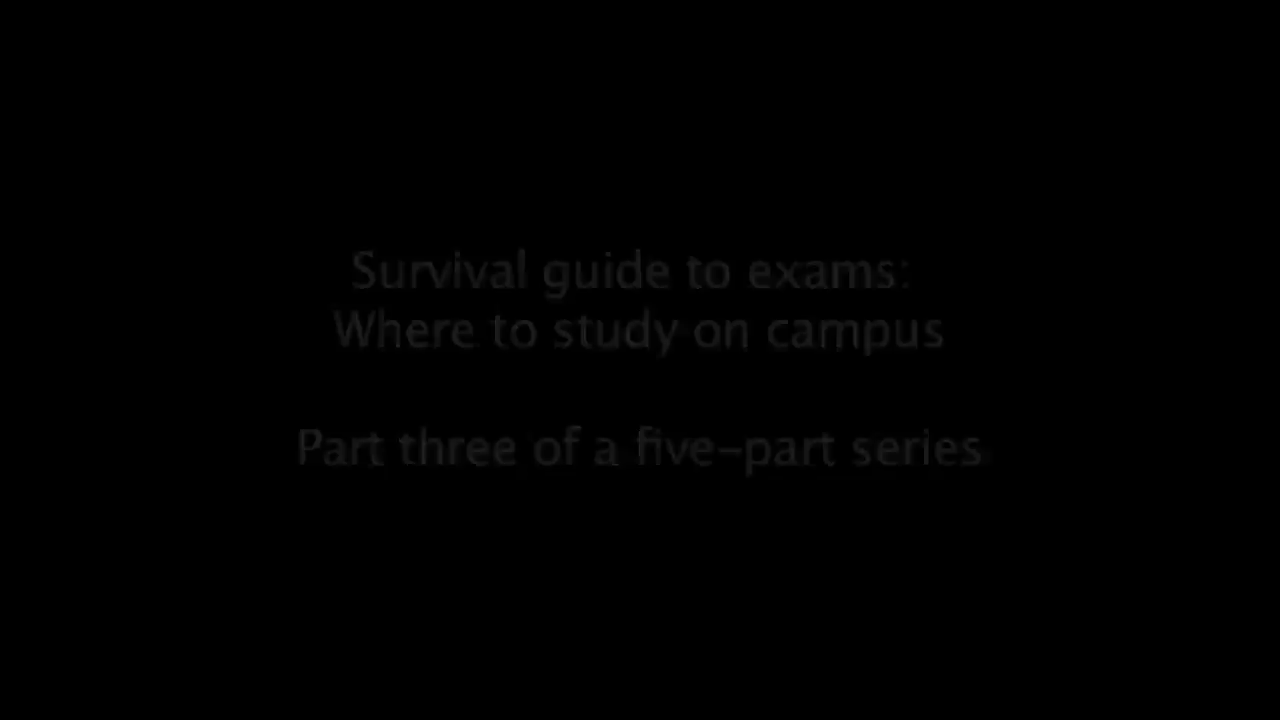 Survival guide to exams:
Where to study on campus
Part three of a five-part series